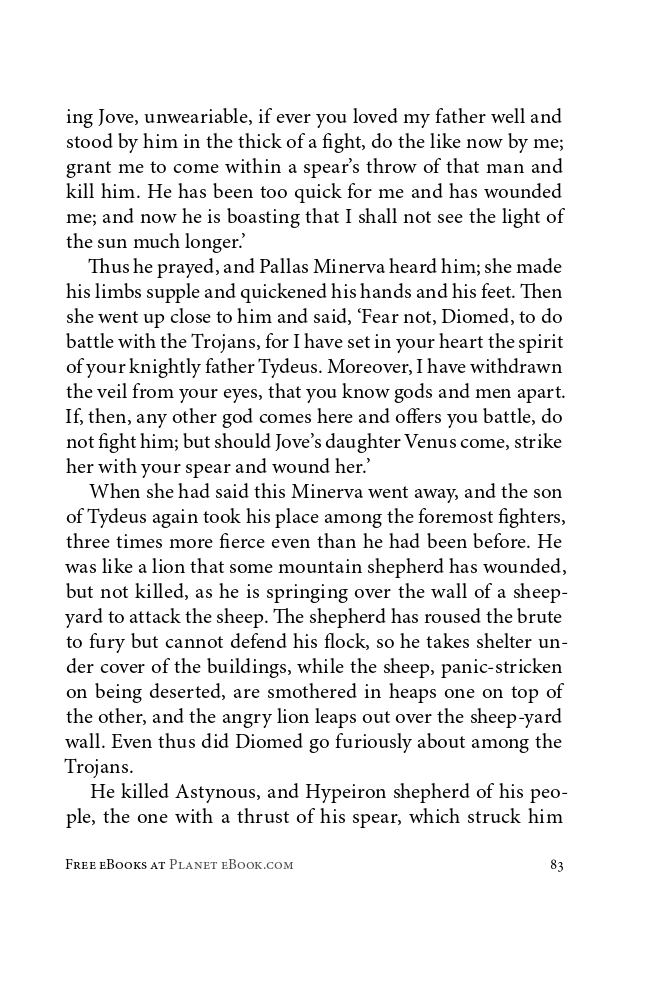 ing Jove, unweariable, if ever you loved my father well and
stood by him in the thick of a fight, do the like now by me;
grant me to come within a spear’s throw of that man and
kill him. He has been too quick for me and has wounded
me; and now he is boasting that I shall not see the light of
the sun much longer.’
Thus he prayed, and Pallas Minerva heard him; she made
his limbs supple and quickened his hands and his feet. Then
she went up close to him and said, ‘Fear not, Diomed, to do
battle with the Trojans, for I have set in your heart the spirit
of your knightly father Tydeus. Moreover, I have withdrawn
the veil from your eyes, that you know gods and men apart.
If, then, any other god comes here and offers you battle, do
not fight him; but should Jove’s daughter Venus come, strike
her with your spear and wound her.’
When she had said this Minerva went away, and the son
of Tydeus again took his place among the foremost fighters,
three times more fierce even than he had been before. He
was like a lion that some mountain shepherd has wounded,
but not killed, as he is springing over the wall of a sheep-
yard to attack the sheep. The shepherd has roused the brute
to fury but cannot defend his flock, so he takes shelter un-
der cover of the buildings, while the sheep, panic-stricken
on being deserted, are smothered in heaps one on top of
the other, and the angry lion leaps out over the sheep-yard
wall. Even thus did Diomed go furiously about among the
Trojans.
He killed Astynous, and Hypeiron shepherd of his peo-
ple, the one with a thrust of his spear, which struck him
Free eBooks at Planet eBook.com 83